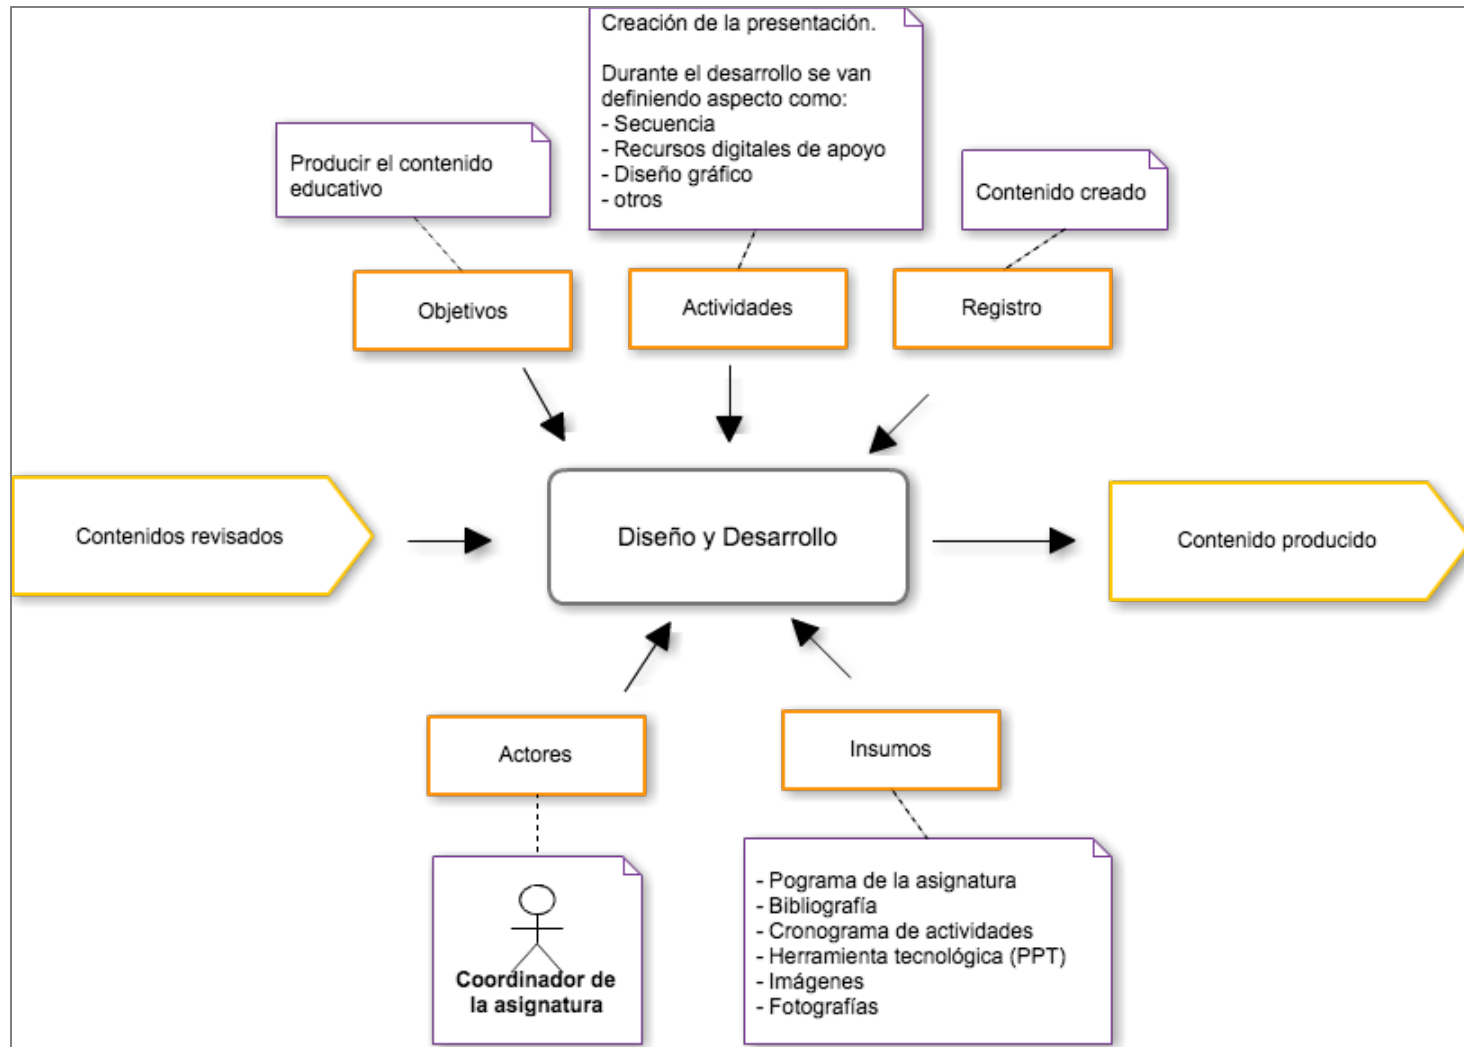 Creación de la presentación.
Durante el desarrollo se van
definiendo aspecto como:
- Secuencia
- Recursos digitales de apoyo
- Diseño gráfico
- otros
Producir el contenido
educativo
Contenido creado
Objetivos
Actividades
Registro
Contenidos revisados
Diseño y Desarrollo
Contenido producido
Actores
Insumos
Coordinador de
la asignatura
- Pograma de la asignatura
- Bibliografía
- Cronograma de actividades
- Herramienta tecnológica (PPT)
- Imágenes
- Fotografías